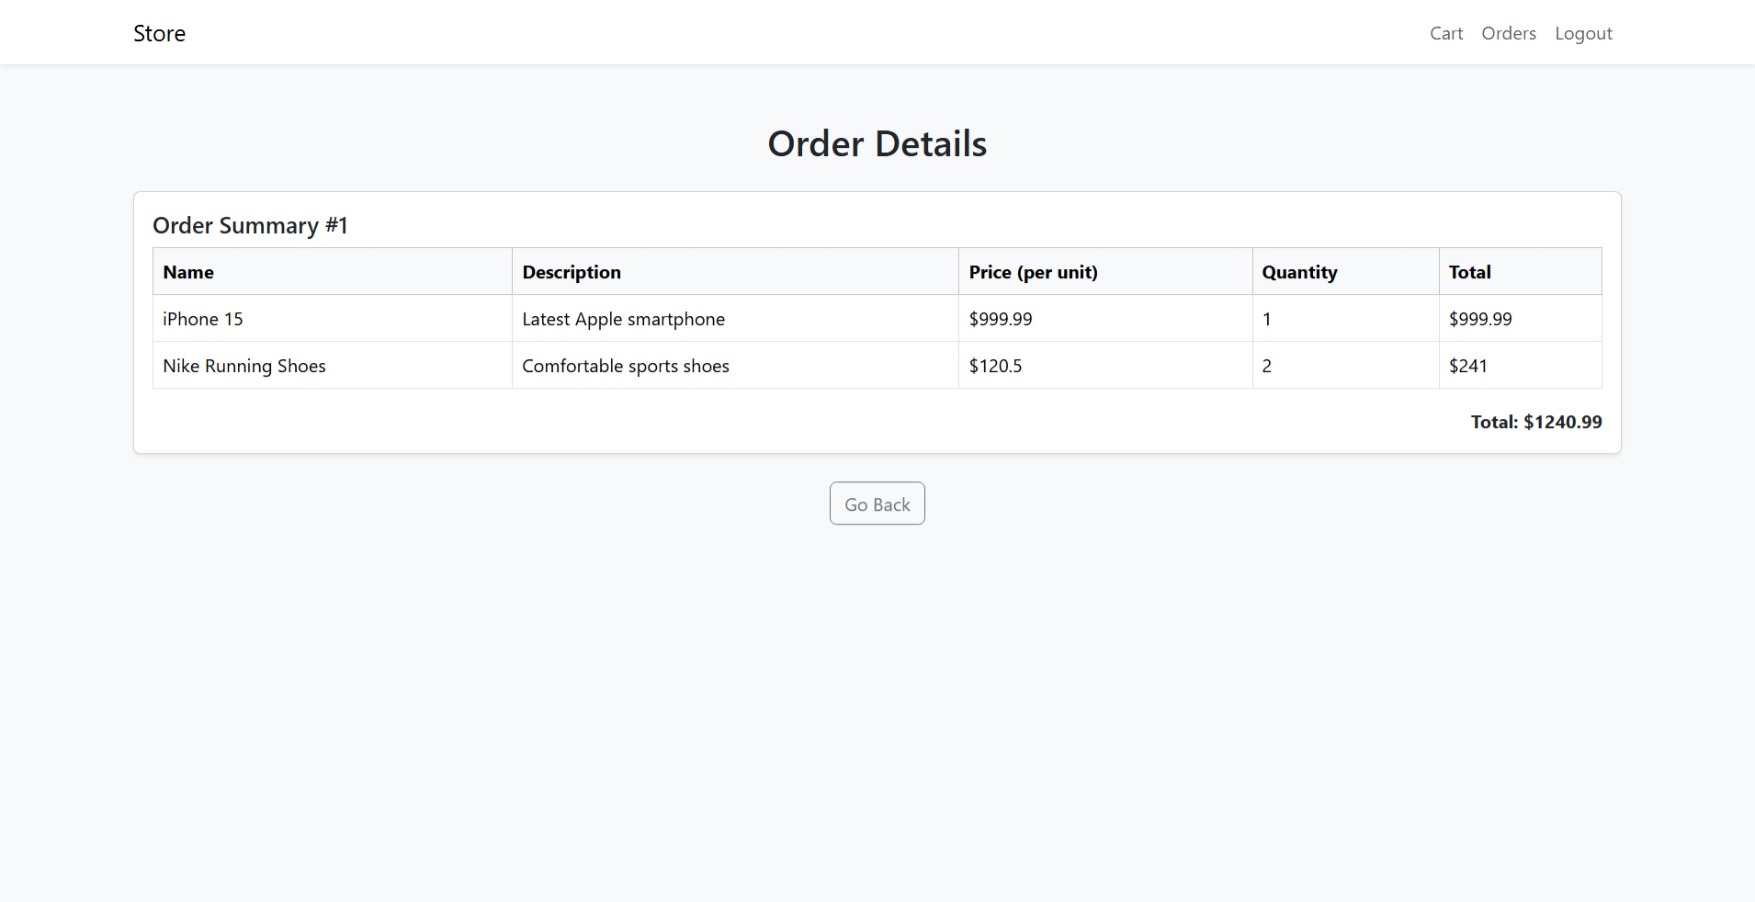 Store Cart Orders Logout
Order Details
Order Summary #1
Name Description Price (per unit) Quantity Total
iPhone 15 Latest Apple smartphone $999.99 1 $999.99
Nike Running Shoes Comfortable sports shoes $120.5 2 $241
Total: $1240.99
Go Back